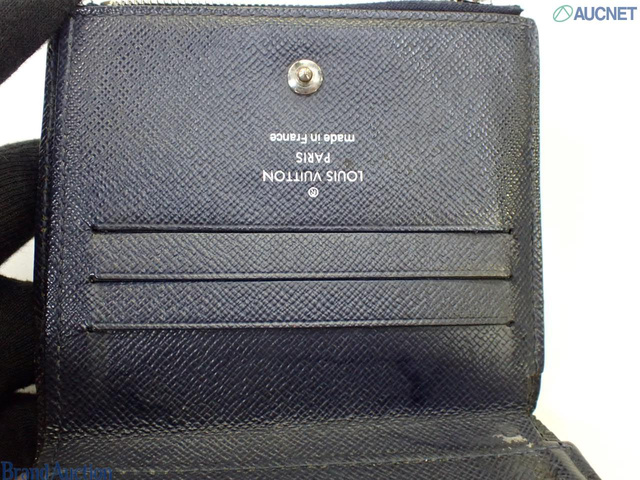 AUCNET
®
LOUIS VUITTON
PARIS
made in France
Brand Auction